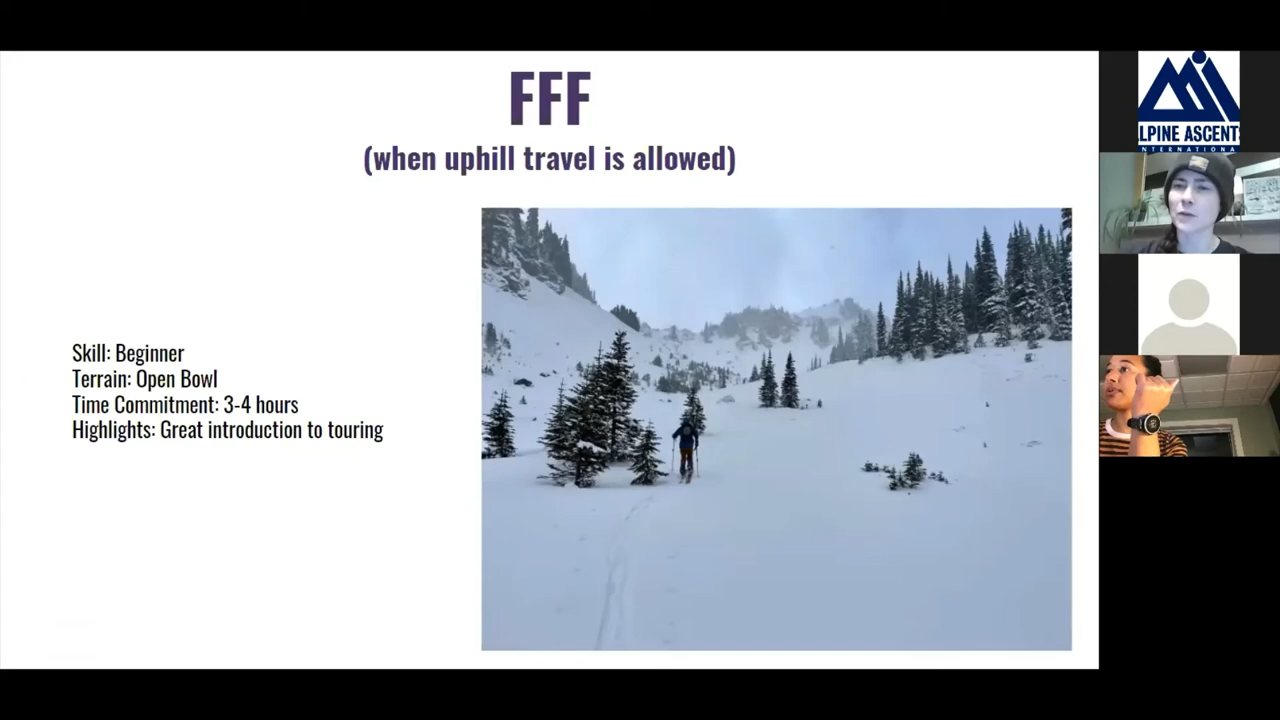 FFF
(when uphill travel is allowed)
Skill: Beginner
Terrain: Open Bowl
Time Commitment: 3-4 hours
Highlights: Great introduction to touring
LPINE ASCENT
NTERNATIONA